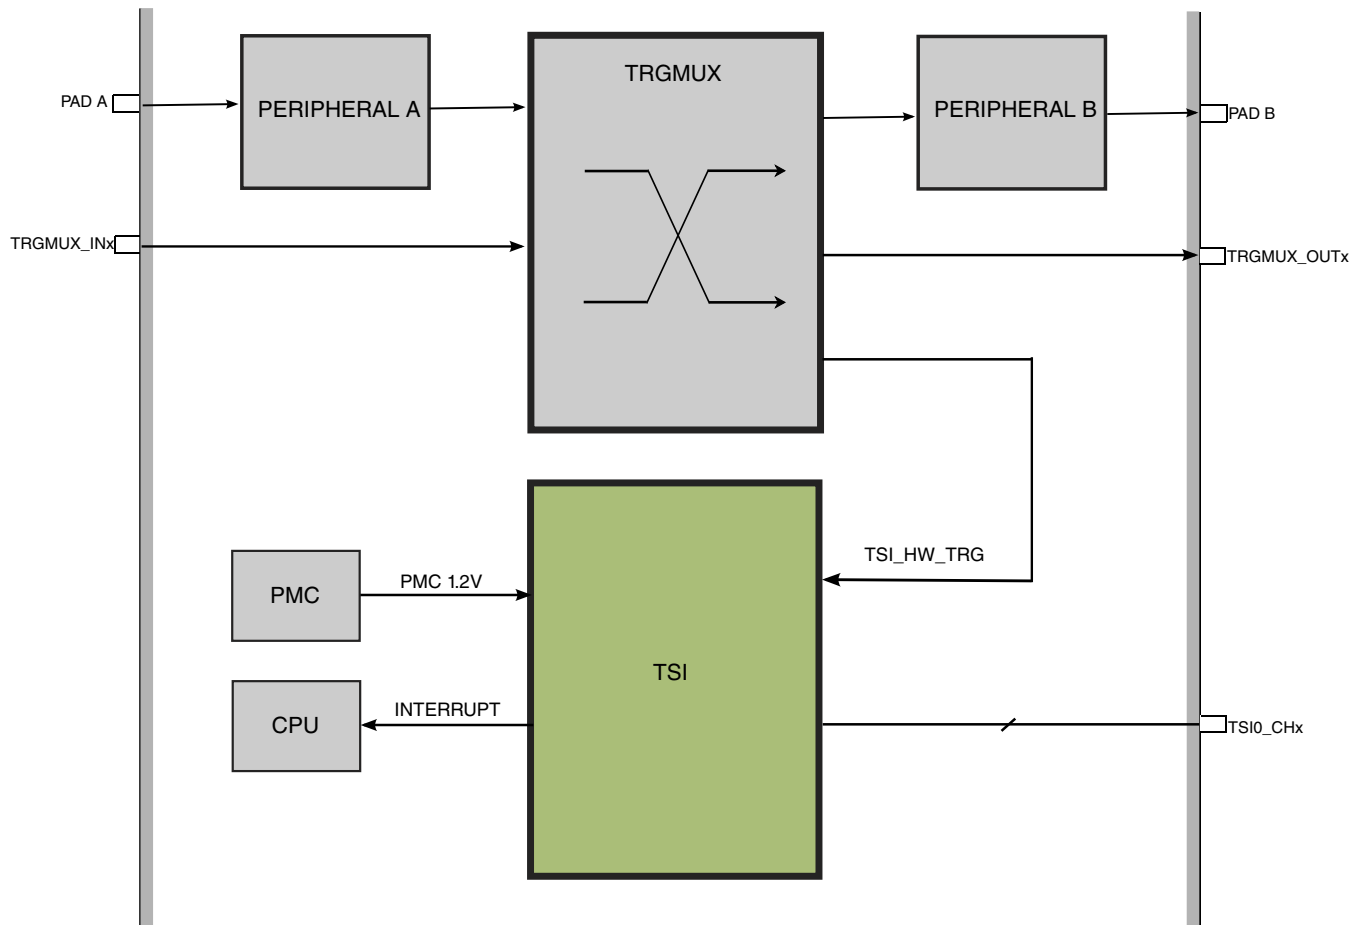 TRGMUX
PAD A
PERIPHERAL A
PERIPHERAL B
PAD B
TRGMUX_INx
TRGMUX_OUTx
TSI_HW_TRG
PMC
PMC 1.2V
TSI
CPU
INTERRUPT
TSI0_CHx